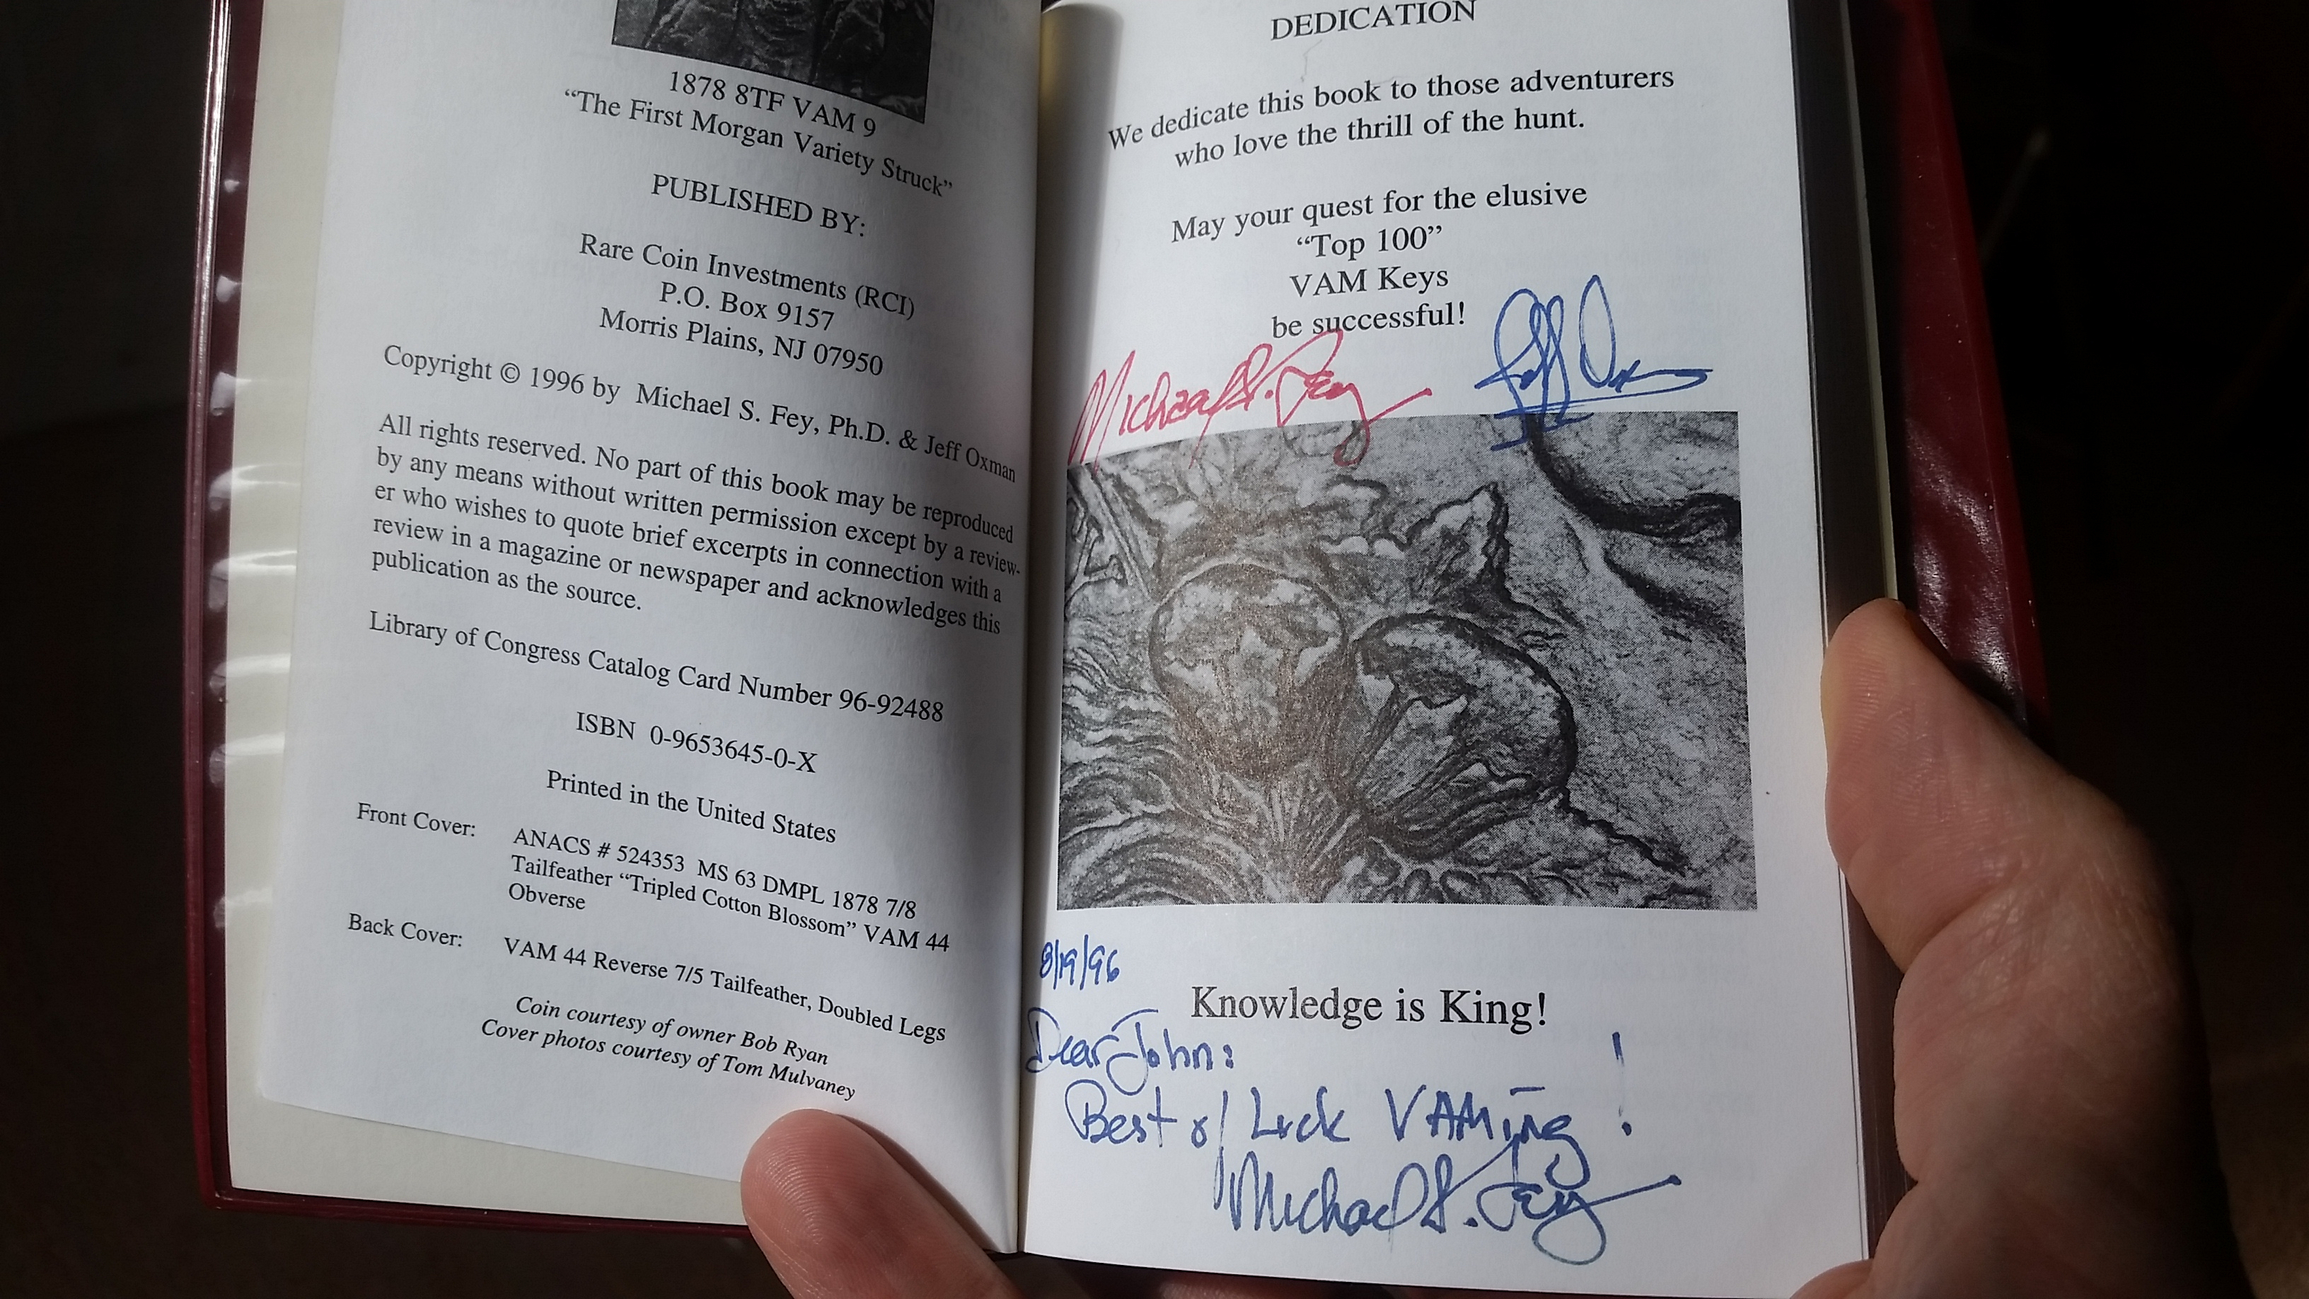 1878 8TF VAM 9
“The First Morgan Variety Struck”
PUBLISHED BY:
Rare Coin Investments (RCI)
P.O. Box 9157
Morris Plains, NJ 07950
Copyright © 1996 by Michael S. Fey, Ph.D. & Jeff Oxman
All rights reserved. No part of this book may be reproduced
by any means without written permission except by a review-
er who wishes to quote brief excerpts in connection with a
review in a magazine or newspaper and acknowledges this
publication as the source.
Library of Congress Catalog Card Number 96-92488
ISBN 0-9653645-0-X
Printed in the United States
Front Cover: ANACS # 524353 MS 63 DMPL 1878 7/8
Tailfeather “Tripled Cotton Blossom” VAM 44
Obverse
Back Cover: VAM 44 Reverse 7/5 Tailfeather, Doubled Legs
Coin courtesy of owner Bob Ryan
Cover photos courtesy of Tom Mulvaney
DEDICATION
We dedicate this book to those adventurers
who love the thrill of the hunt.
May your quest for the elusive
“Top 100”
VAM Keys
be successful!
Michael S. Fey Jeff Oxman
8/19/96
Knowledge is King!
Dear John:
Best of Luck VAMing!
Michael S. Fey